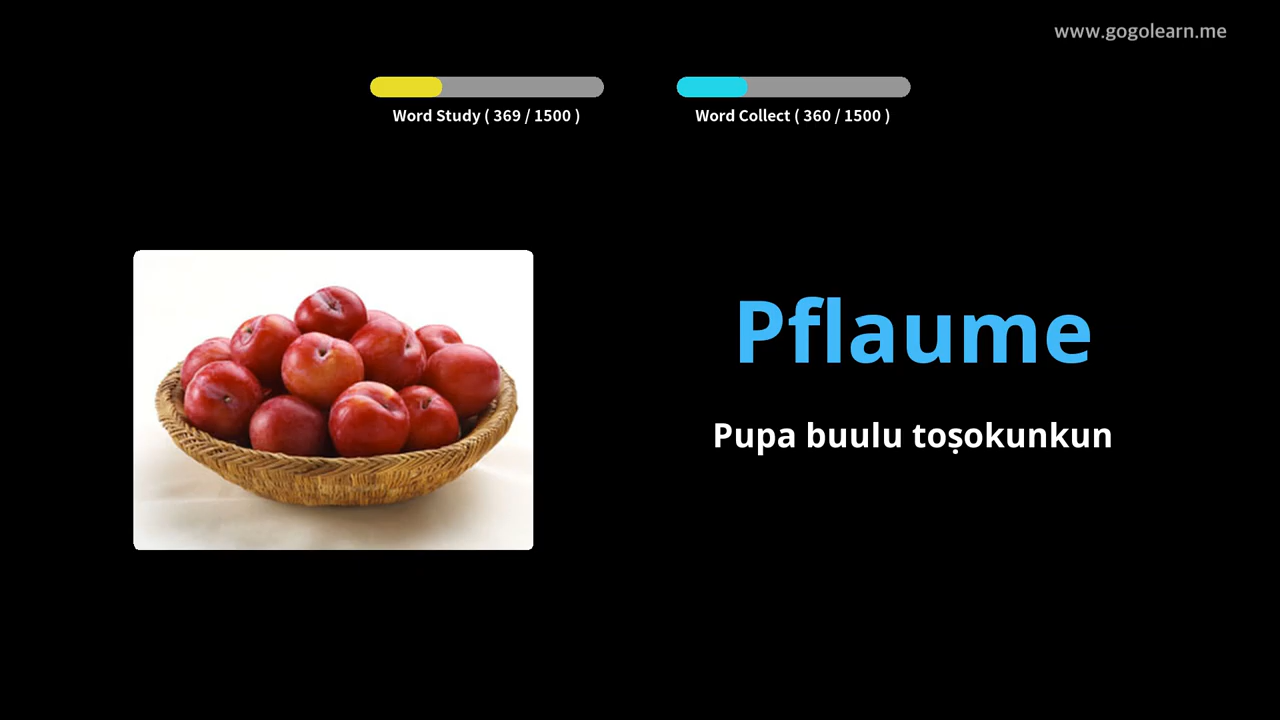 www.gogolearn.me
Word Study ( 369 / 1500 )
Word Collect ( 360 / 1500 )
Pflaume
Pupa buulu toṣokunkun